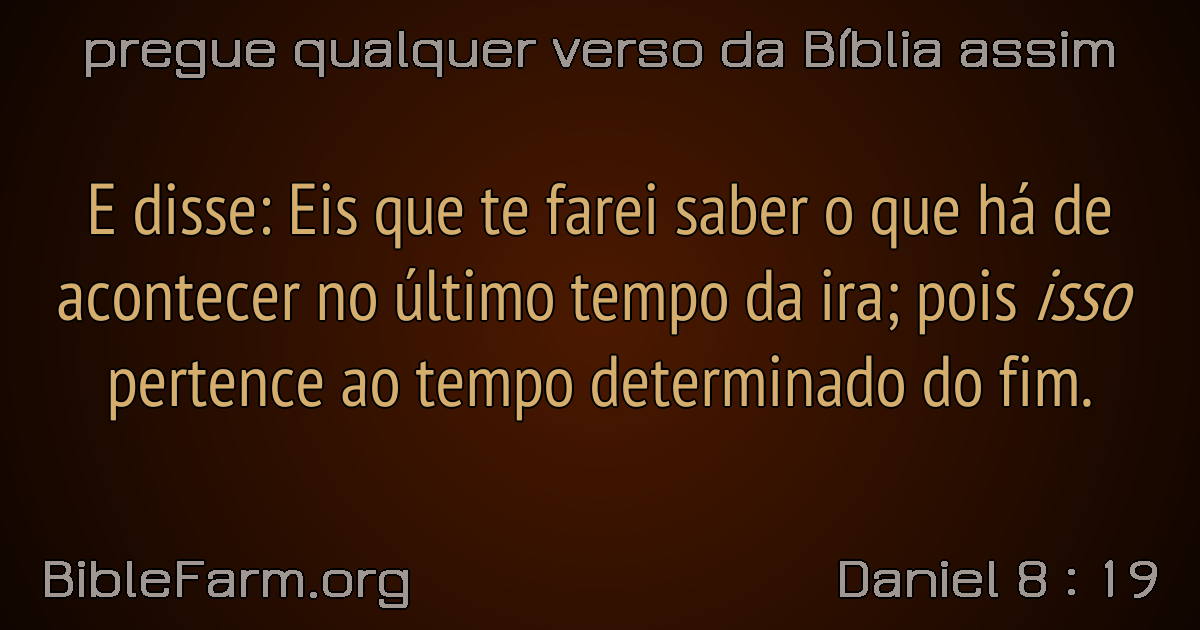 pregue qualquer verso da Bíblia assim
E disse: Eis que te farei saber o que há de
acontecer no último tempo da ira; pois isso
pertence ao tempo determinado do fim.
BibleFarm.org
Daniel 8 : 19